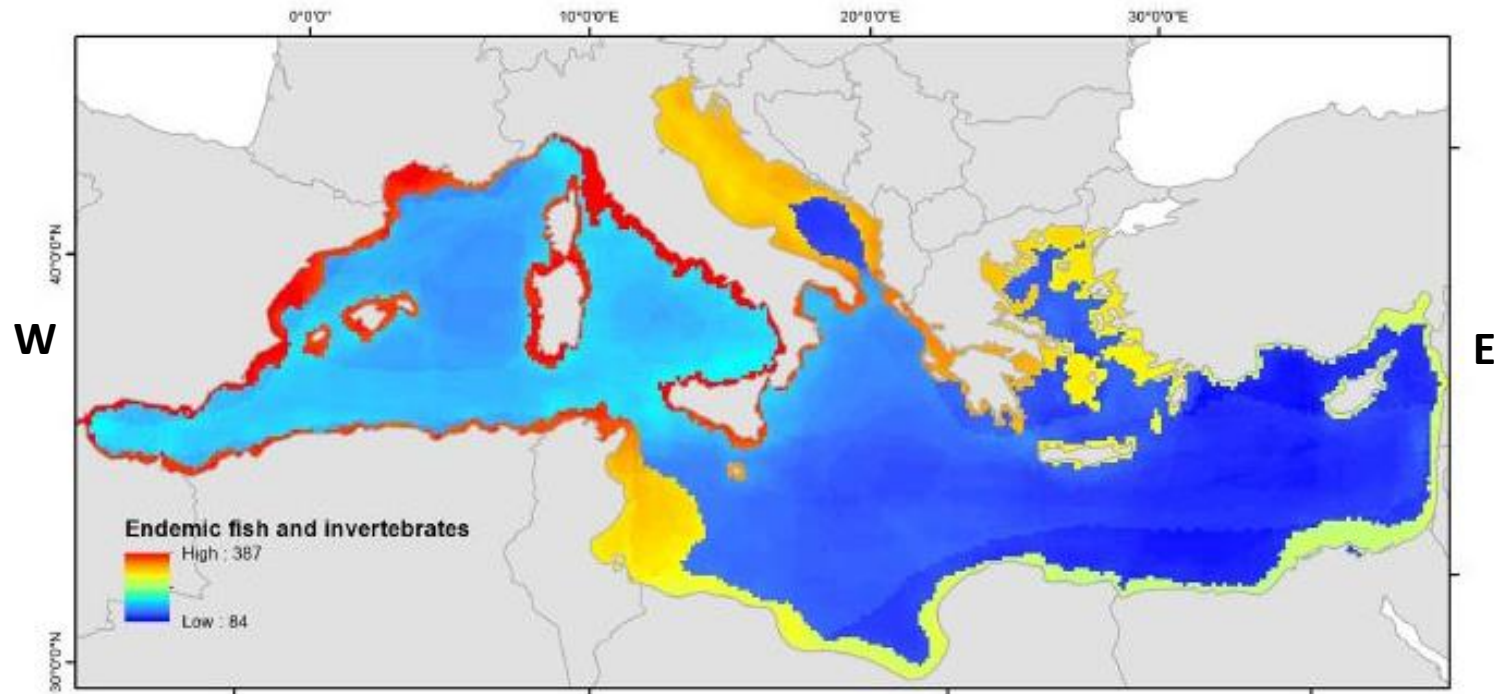 0°0'0"
10°0'0"E
20°0'0"E
30°0'0"E
40°0'0"N
W
E
Endemic fish and invertebrates
High : 387
Low : 84
30°0'0"N